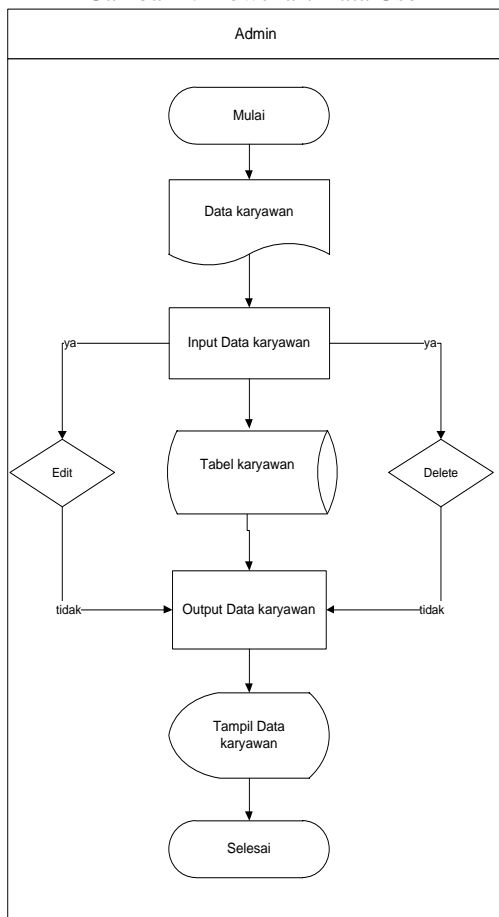 Admin
Mulai
Data karyawan
Input Data karyawan
ya
ya
Edit
Tabel karyawan
Delete
tidak
Output Data karyawan
tidak
Tampil Data
karyawan
Selesai